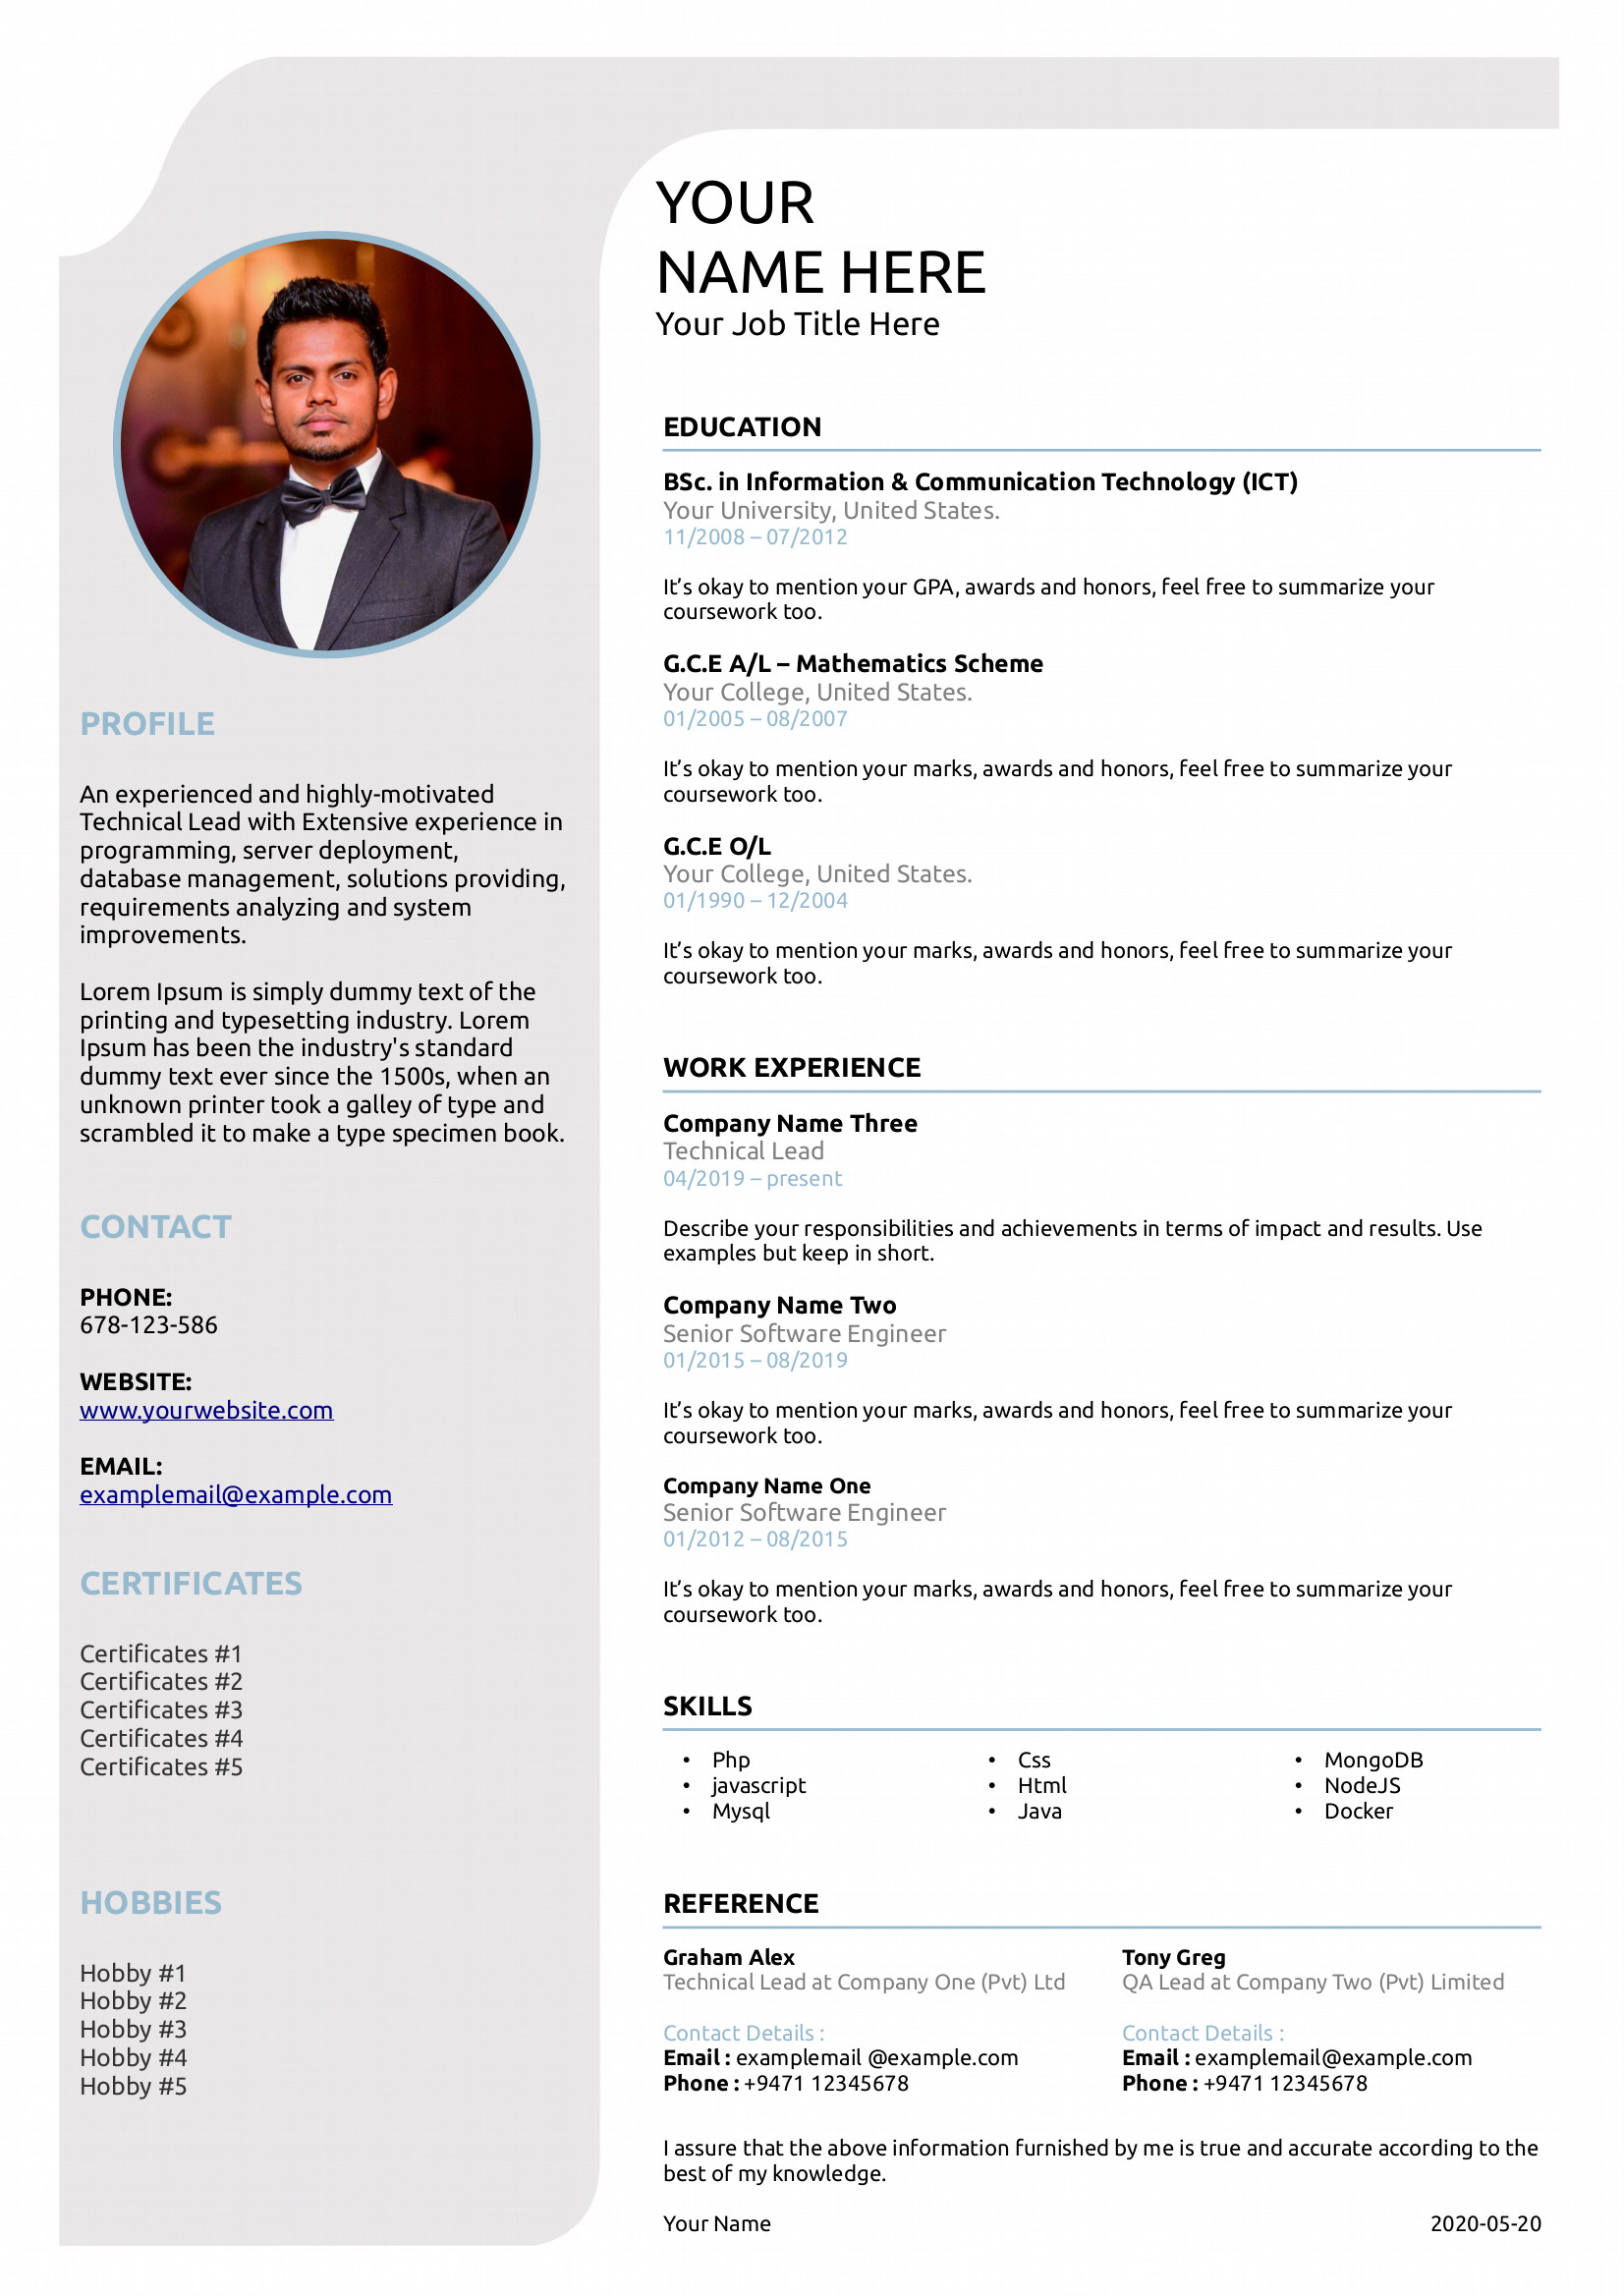 YOUR
NAME HERE
Your Job Title Here
PROFILE
An experienced and highly-motivated
Technical Lead with Extensive experience in
programming, server deployment,
database management, solutions providing,
requirements analyzing and system
improvements.
Lorem Ipsum is simply dummy text of the
printing and typesetting industry. Lorem
Ipsum has been the industry's standard
dummy text ever since the 1500s, when an
unknown printer took a galley of type and
scrambled it to make a type specimen book.
CONTACT
PHONE:
678-123-586
WEBSITE:
www.yourwebsite.com
EMAIL:
examplemail@example.com
CERTIFICATES
Certificates #1
Certificates #2
Certificates #3
Certificates #4
Certificates #5
HOBBIES
Hobby #1
Hobby #2
Hobby #3
Hobby #4
Hobby #5
EDUCATION
BSc. in Information & Communication Technology (ICT)
Your University, United States.
11/2008 – 07/2012
It’s okay to mention your GPA, awards and honors, feel free to summarize your
coursework too.
G.C.E A/L – Mathematics Scheme
Your College, United States.
01/2005 – 08/2007
It’s okay to mention your marks, awards and honors, feel free to summarize your
coursework too.
G.C.E O/L
Your College, United States.
01/1990 – 12/2004
It’s okay to mention your marks, awards and honors, feel free to summarize your
coursework too.
WORK EXPERIENCE
Company Name Three
Technical Lead
04/2019 – present
Describe your responsibilities and achievements in terms of impact and results. Use
examples but keep in short.
Company Name Two
Senior Software Engineer
01/2015 – 08/2019
It’s okay to mention your marks, awards and honors, feel free to summarize your
coursework too.
Company Name One
Senior Software Engineer
01/2012 – 08/2015
It’s okay to mention your marks, awards and honors, feel free to summarize your
coursework too.
SKILLS
• Php • Css • MongoDB
• javascript • Html • NodeJS
• Mysql • Java • Docker
REFERENCE
Graham Alex
Technical Lead at Company One (Pvt) Ltd
Contact Details :
Email : examplemail @example.com
Phone : +9471 12345678
Tony Greg
QA Lead at Company Two (Pvt) Limited
Contact Details :
Email : examplemail@example.com
Phone : +9471 12345678
I assure that the above information furnished by me is true and accurate according to the
best of my knowledge.
Your Name 2020-05-20